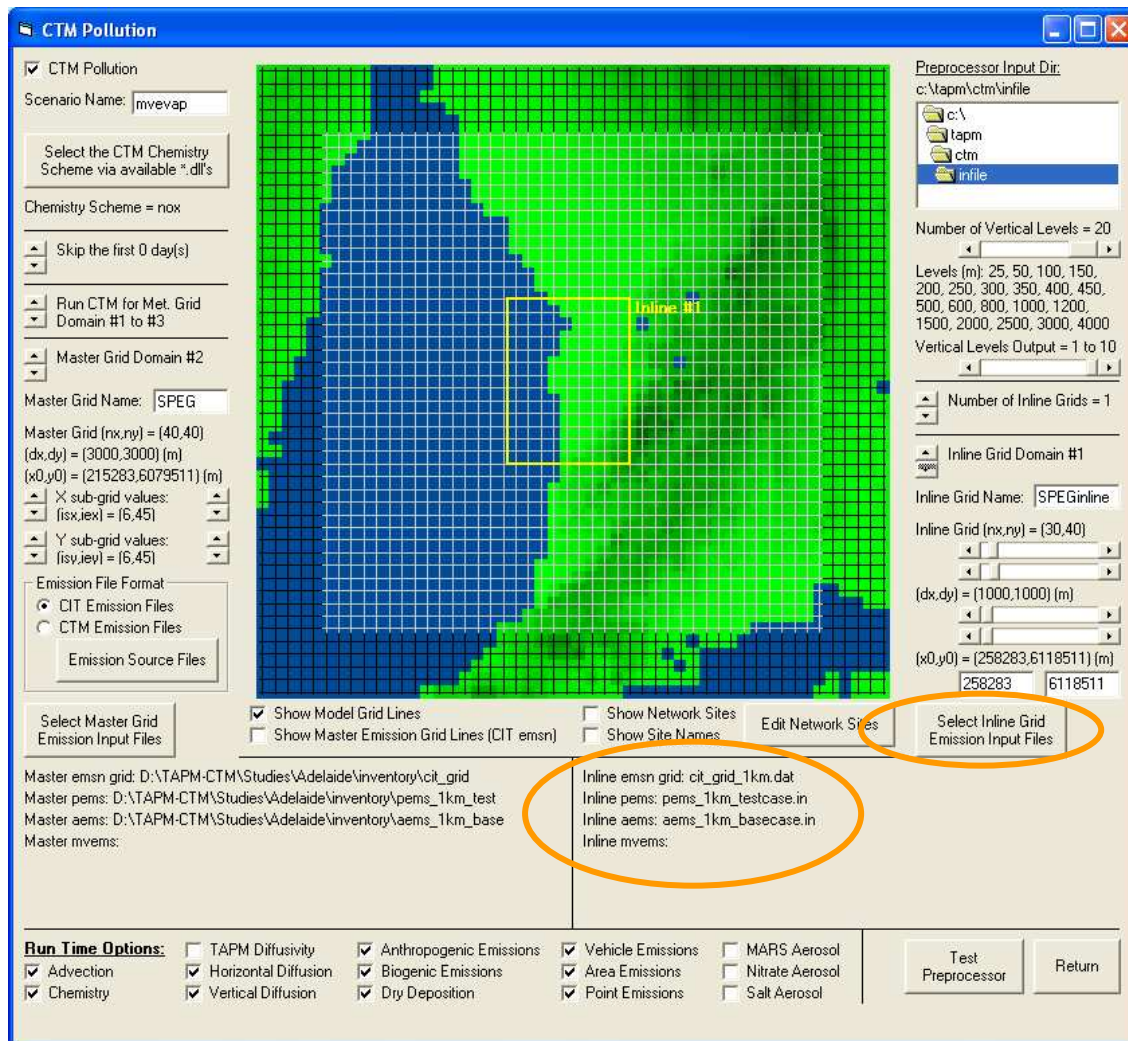 CTM Pollution
CTM Pollution
Scenario Name: mvevap
Select the CTM Chemistry
Scheme via available *.dll's
Chemistry Scheme = nox
Skip the first 0 day(s)
Run CTM for Met. Grid
Domain #1 to #3
Master Grid Domain #2
Master Grid Name: SPEG
Master Grid (nx,ny) = (40,40)
(dx,dy) = (3000,3000) (m)
(x0,y0) = (215283,6079511) (m)
X sub-grid values:
(isx,iex) = (6,45)
Y sub-grid values:
(isy,iey) = (6,45)
Emission File Format
CIT Emission Files
CTM Emission Files
Emission Source Files
Select Master Grid
Emission Input Files
Inline #1
Show Model Grid Lines
Show Master Emission Grid Lines (CIT emsn)
Show Network Sites
Show Site Names
Edit Network Sites
Preprocessor Input Dir:
c:\tapm\ctm\infile
c:\
tapm
ctm
infile
Number of Vertical Levels = 20
Levels (m): 25, 50, 100, 150,
200, 250, 300, 350, 400, 450,
500, 600, 800, 1000, 1200,
1500, 2000, 2500, 3000, 4000
Vertical Levels Output = 1 to 10
Number of Inline Grids = 1
Inline Grid Domain #1
Inline Grid Name: SPEGinline
Inline Grid (nx,ny) = (30,40)
(dx,dy) = (1000,1000) (m)
(x0,y0) = (258283,6118511) (m)
258283 6118511
Select Inline Grid
Emission Input Files
Master emsn grid: D:\TAPM-CTM\Studies\Adelaide\inventory\cit_grid
Master pems: D:\TAPM-CTM\Studies\Adelaide\inventory\pems_1km_test
Master aems: D:\TAPM-CTM\Studies\Adelaide\inventory\aems_1km_base
Master mvems:
Inline emsn grid: cit_grid_1km.dat
Inline pems: pems_1km_testcase.in
Inline aems: aems_1km_basecase.in
Inline mvems:
Run Time Options: TAPM Diffusivity Anthropogenic Emissions Vehicle Emissions MARS Aerosol
Advection Horizontal Diffusion Biogenic Emissions Area Emissions Nitrate Aerosol
Chemistry Vertical Diffusion Dry Deposition Point Emissions Salt Aerosol
Test
Preprocessor
Return